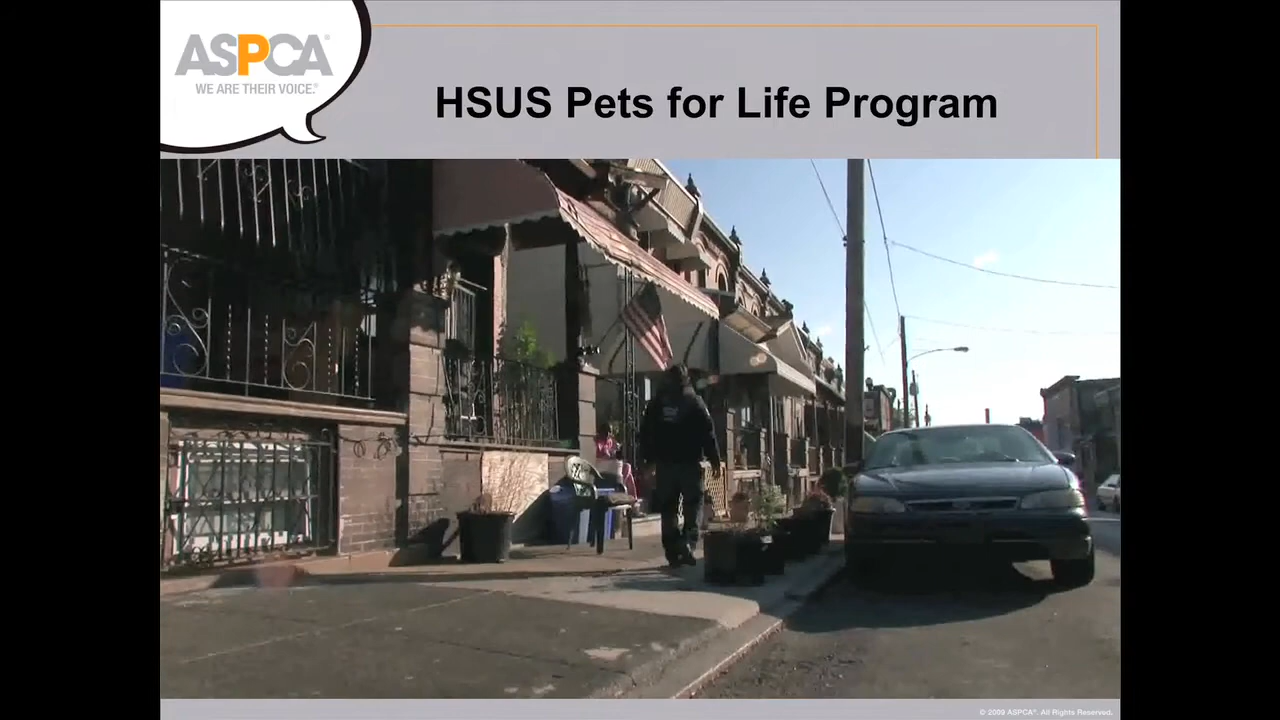 ASPCA®
WE ARE THEIR VOICE.®
HSUS Pets for Life Program
© 2009 ASPCA®. All Rights Reserved.